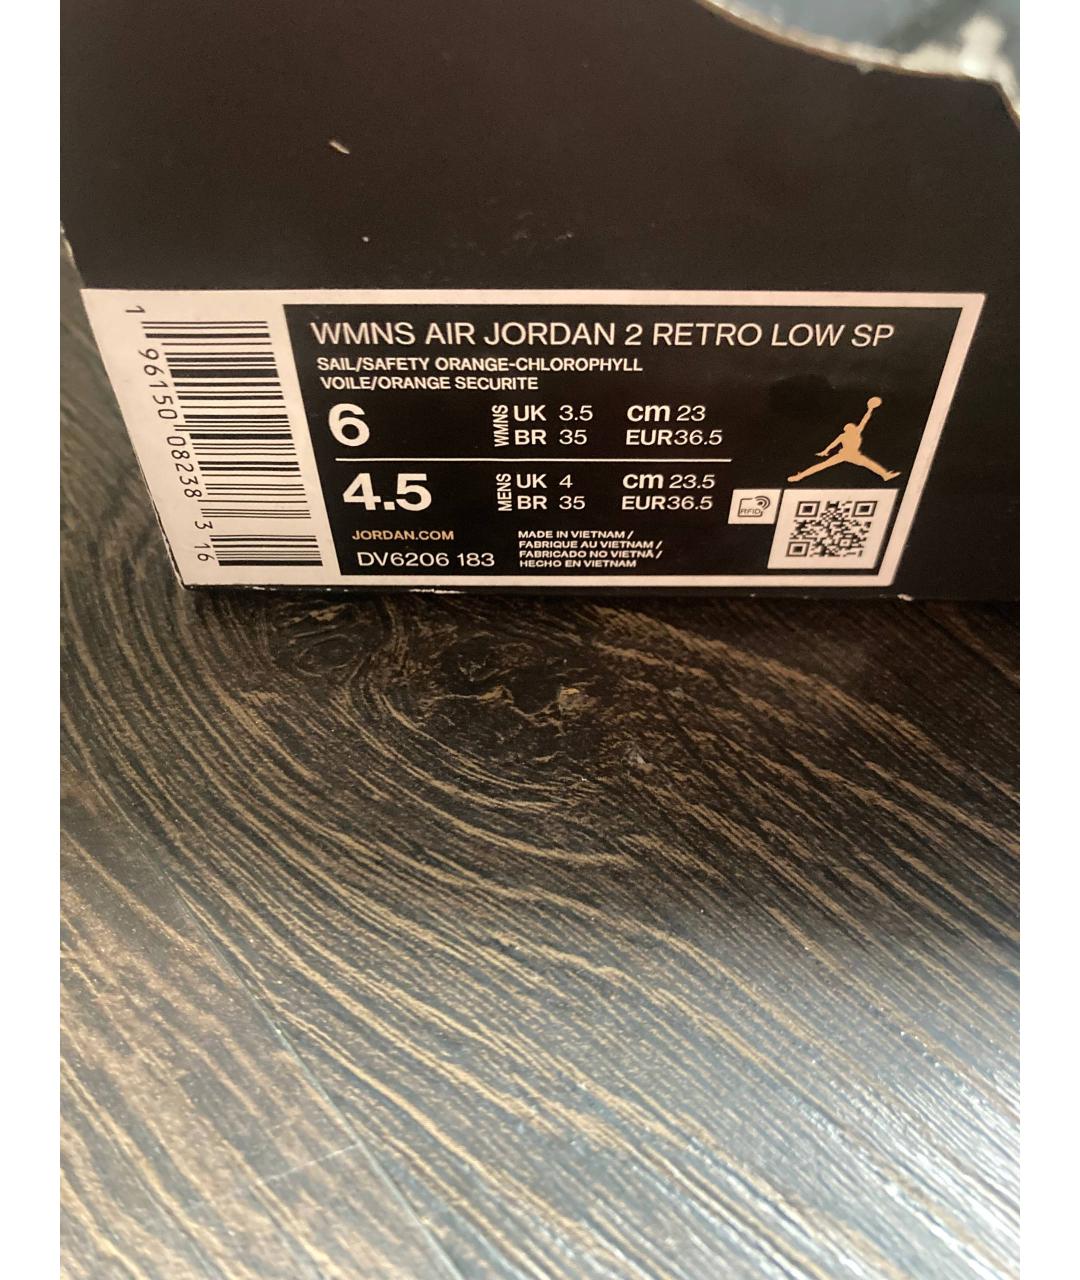 WMNS AIR JORDAN 2 RETRO LOW SP
SAIL/SAFETY ORANGE-CHLOROPHYLL
VOILE/ORANGE SECURITE
6
WMNS
UK 3.5 cm 23
BR 35 EUR36.5
4.5
MENS
UK 4 cm 23.5
BR 35 EUR36.5
RFID
JORDAN.COM
DV6206 183
MADE IN VIETNAM /
FABRIQUE AU VIETNAM /
FABRICADO NO VIETNÃ /
HECHO EN VIETNAM
1 96150 08238 3 16